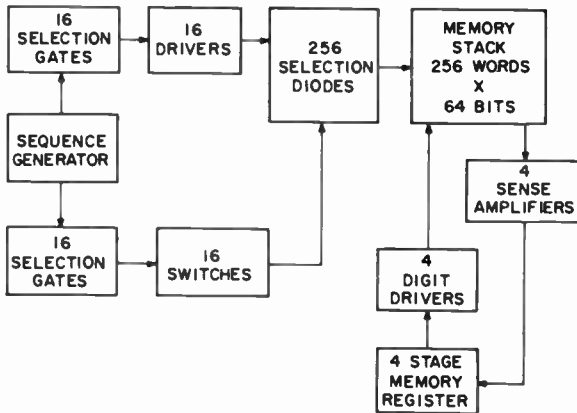 16
SELECTION
GATES
16
DRIVERS
256
SELECTION
DIODES
MEMORY
STACK
256 WORDS
X
64 BITS
SEQUENCE
GENERATOR
4
SENSE
AMPLIFIERS
16
SELECTION
GATES
16
SWITCHES
4
DIGIT
DRIVERS
4 STAGE
MEMORY
REGISTER